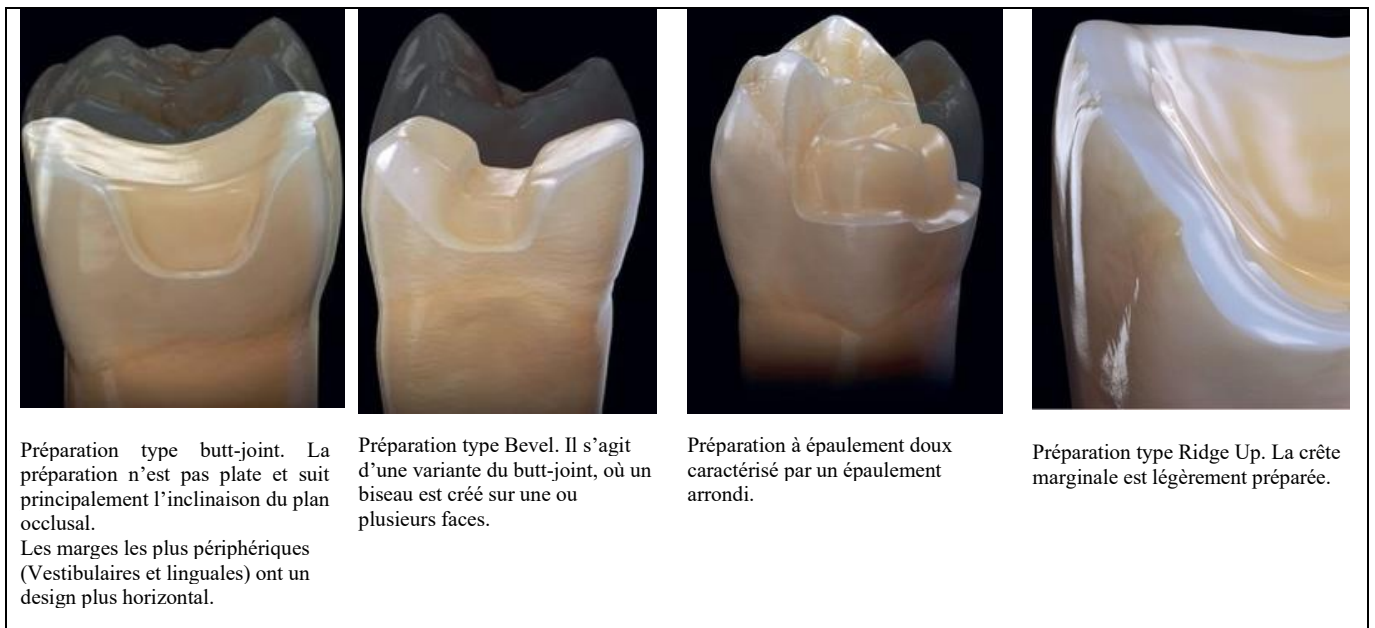 Préparation type butt-joint. La
préparation n’est pas plate et suit
principalement l’inclinaison du plan
occlusal.
Les marges les plus périphériques
(Vestibulaires et linguales) ont un
design plus horizontal.
Préparation type Bevel. Il s’agit
d’une variante du butt-joint, où un
biseau est créé sur une ou
plusieurs faces.
Préparation à épaulement doux
caractérisé par un épaulement
arrondi.
Préparation type Ridge Up. La crête
marginale est légèrement préparée.